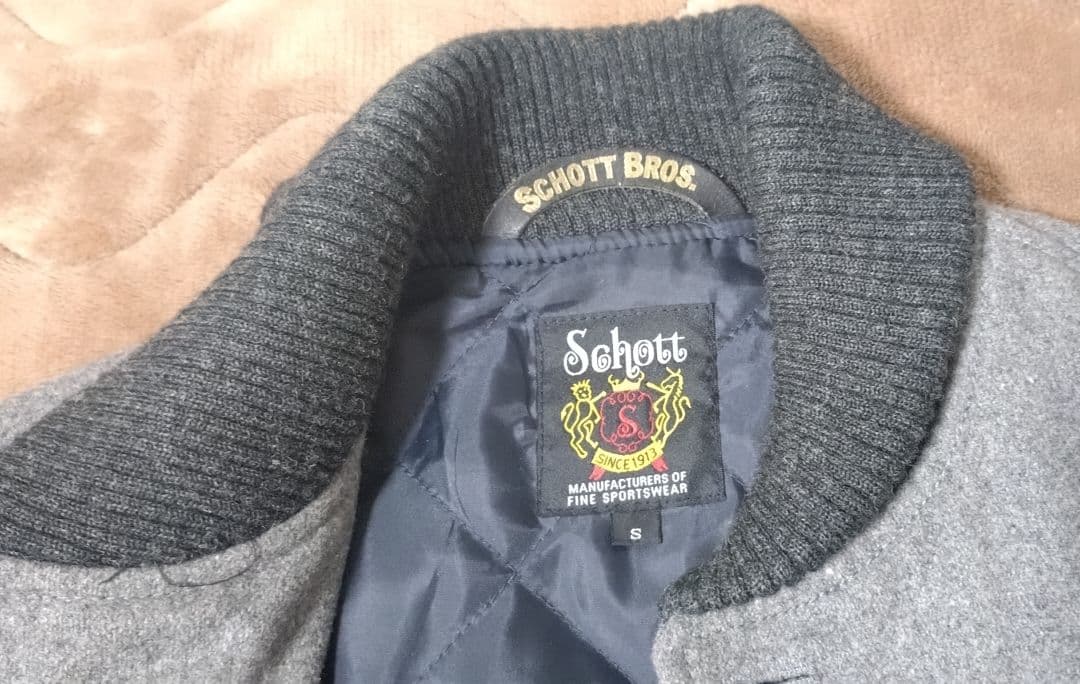 SCHOTT BROS.
Schott
S
SINCE 1913
MANUFACTURERS OF
FINE SPORTSWEAR
S